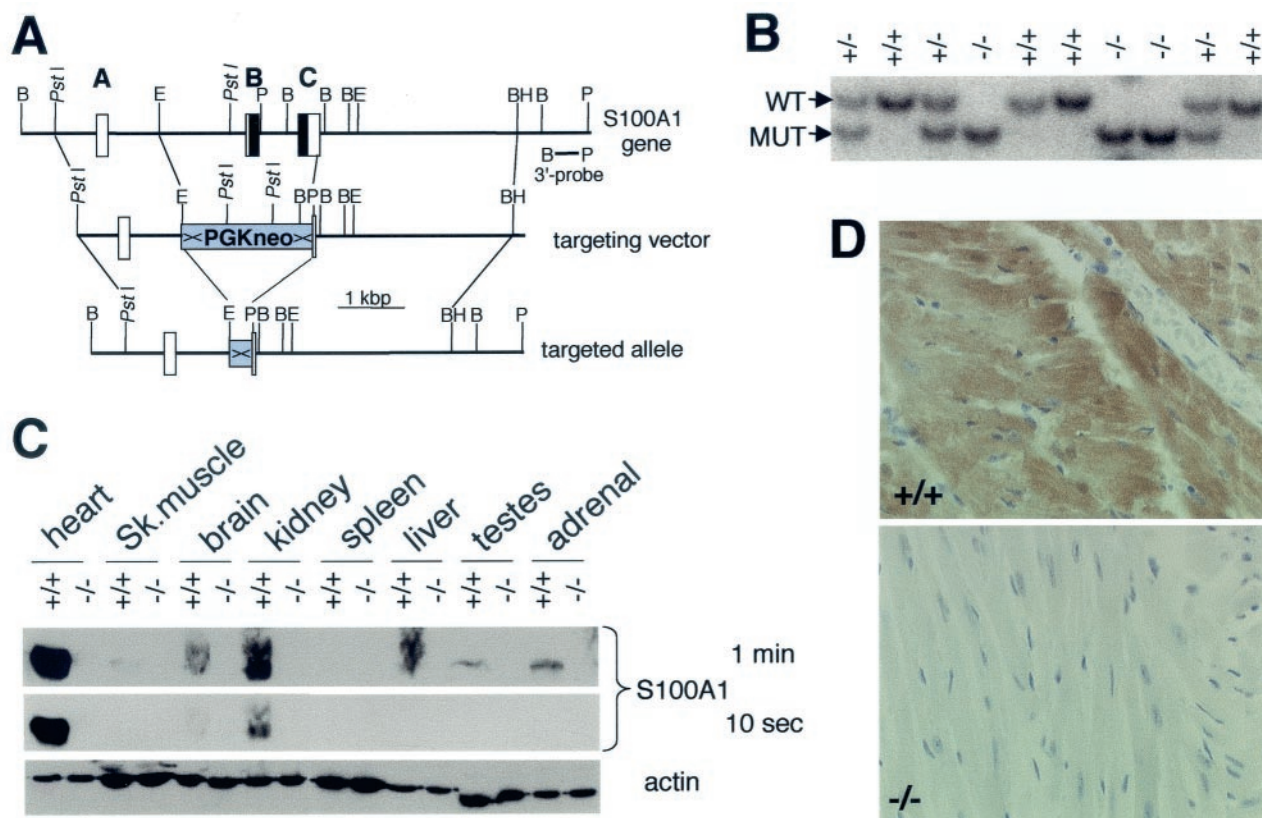 A
A B C
B Pst I E Pst I P B B BE BH B P
S100A1
gene
B P
3'-probe
Pst I E Pst I Pst I BPB BE BH
PGKneo
targeting vector
1 kbp
B Pst I E PB BE BH B P
targeted allele
B
+/- +/+ +/- -/- +/+ +/+ -/- -/- +/- +/+
WT
MUT
C
heart Sk.muscle brain kidney spleen liver testes adrenal
+/+ -/- +/+ -/- +/+ -/- +/+ -/- +/+ -/- +/+ -/- +/+ -/- +/+ -/-
1 min
S100A1
10 sec
actin
D
+/+
-/-